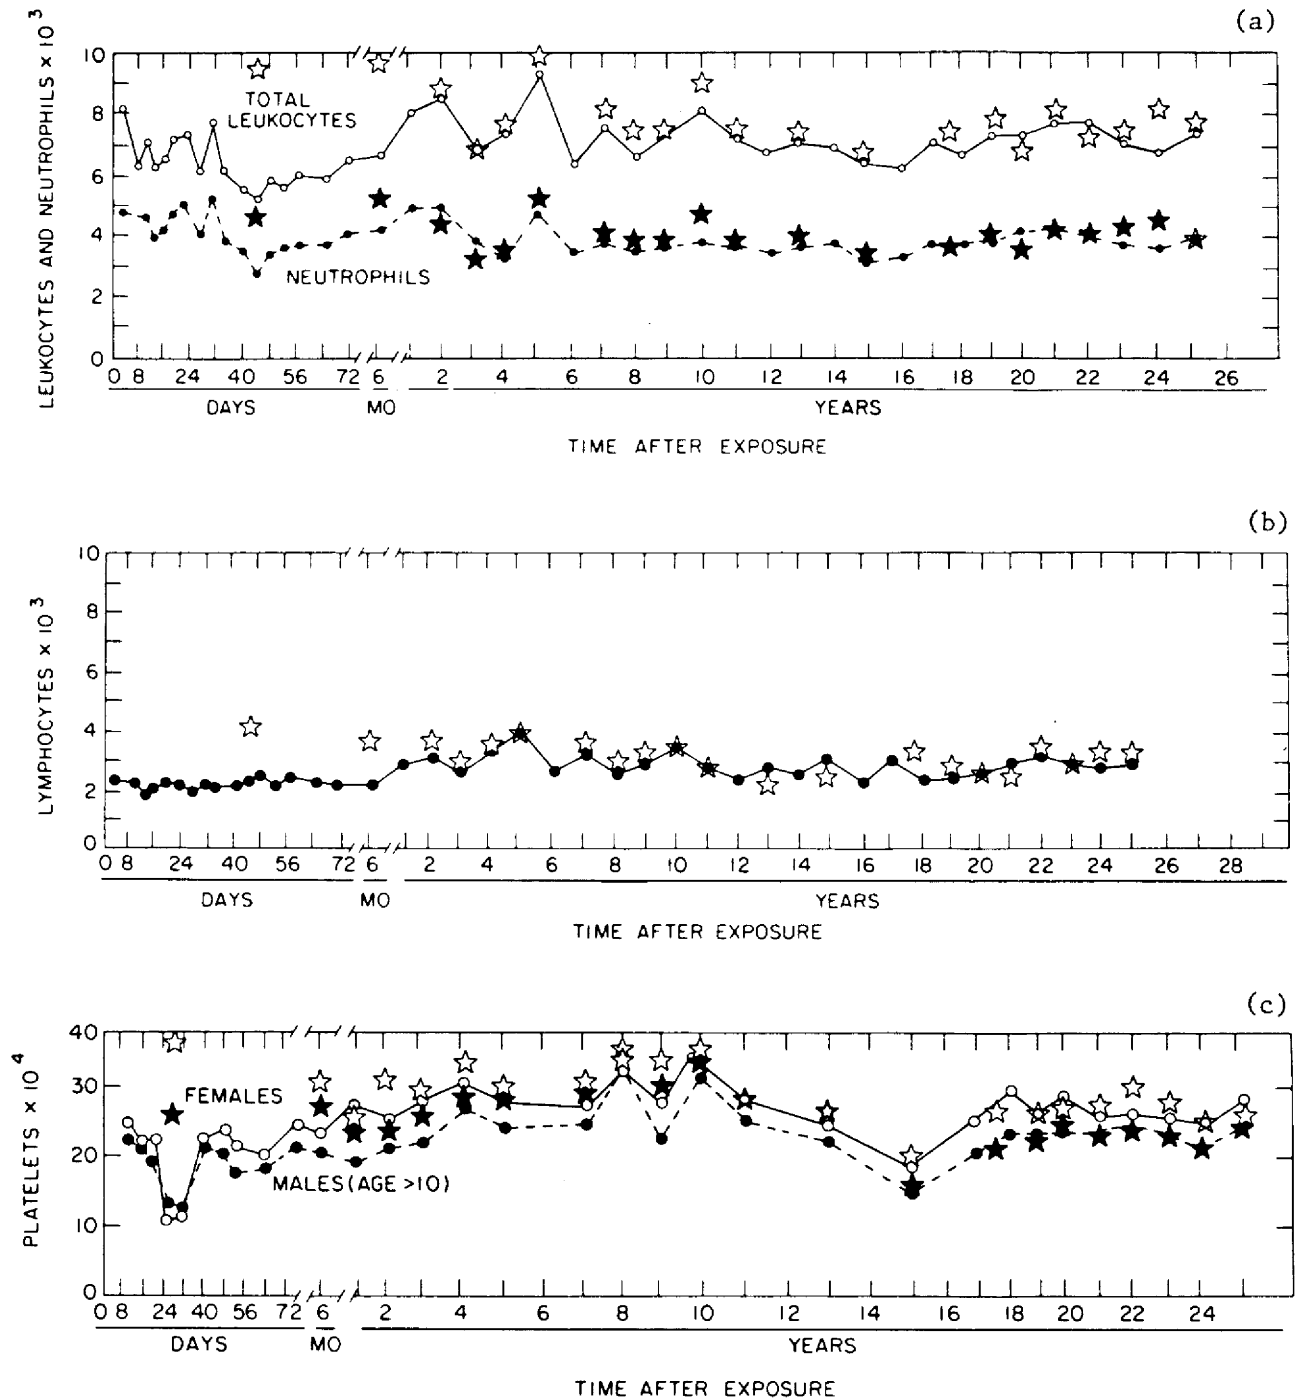 (a)
LEUKOCYTES AND NEUTROPHILS × 10³
10
8
6
4
2
0
TOTAL
LEUKOCYTES
NEUTROPHILS
0 8 24 40 56 72 6 2 4 6 8 10 12 14 16 18 20 22 24 26
DAYS MO YEARS
TIME AFTER EXPOSURE
(b)
LYMPHOCYTES × 10³
10
8
6
4
2
0
0 8 24 40 56 72 6 2 4 6 8 10 12 14 16 18 20 22 24 26 28
DAYS MO YEARS
TIME AFTER EXPOSURE
(c)
PLATELETS × 10⁴
40
30
20
10
0
FEMALES
MALES (AGE >10)
0 8 24 40 56 72 6 2 4 6 8 10 12 14 16 18 20 22 24
DAYS MO YEARS
TIME AFTER EXPOSURE